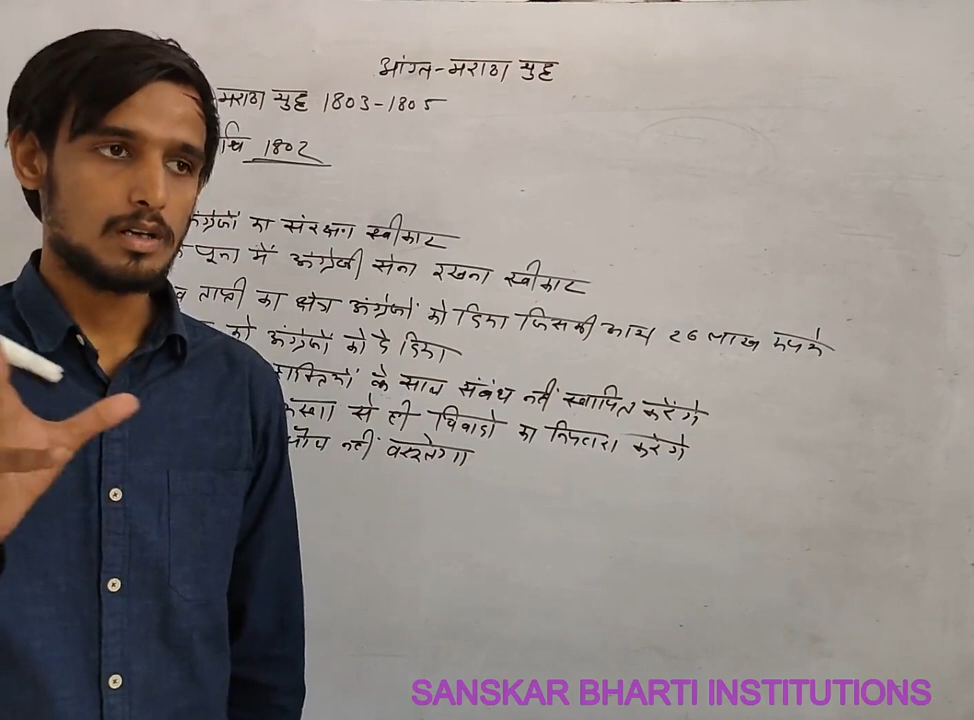 आंग्ल-मराठा युद्ध
मराठा युद्ध 1803-1805
धि 1802
अंग्रेजों का संरक्षण स्वीकार
पूना में अंग्रेजी सेना रखना स्वीकार
व ताप्ती का क्षेत्र अंग्रेजों को दिया जिसकी आय 26 लाख रुपये
को अंग्रेजों को दे दिया
के साथ संबंध नहीं स्थापित करेंगे
से ही विवादो का निपटारा करेंगे
चौथ नहीं वसूलेगा
SANSKAR BHARTI INSTITUTIONS